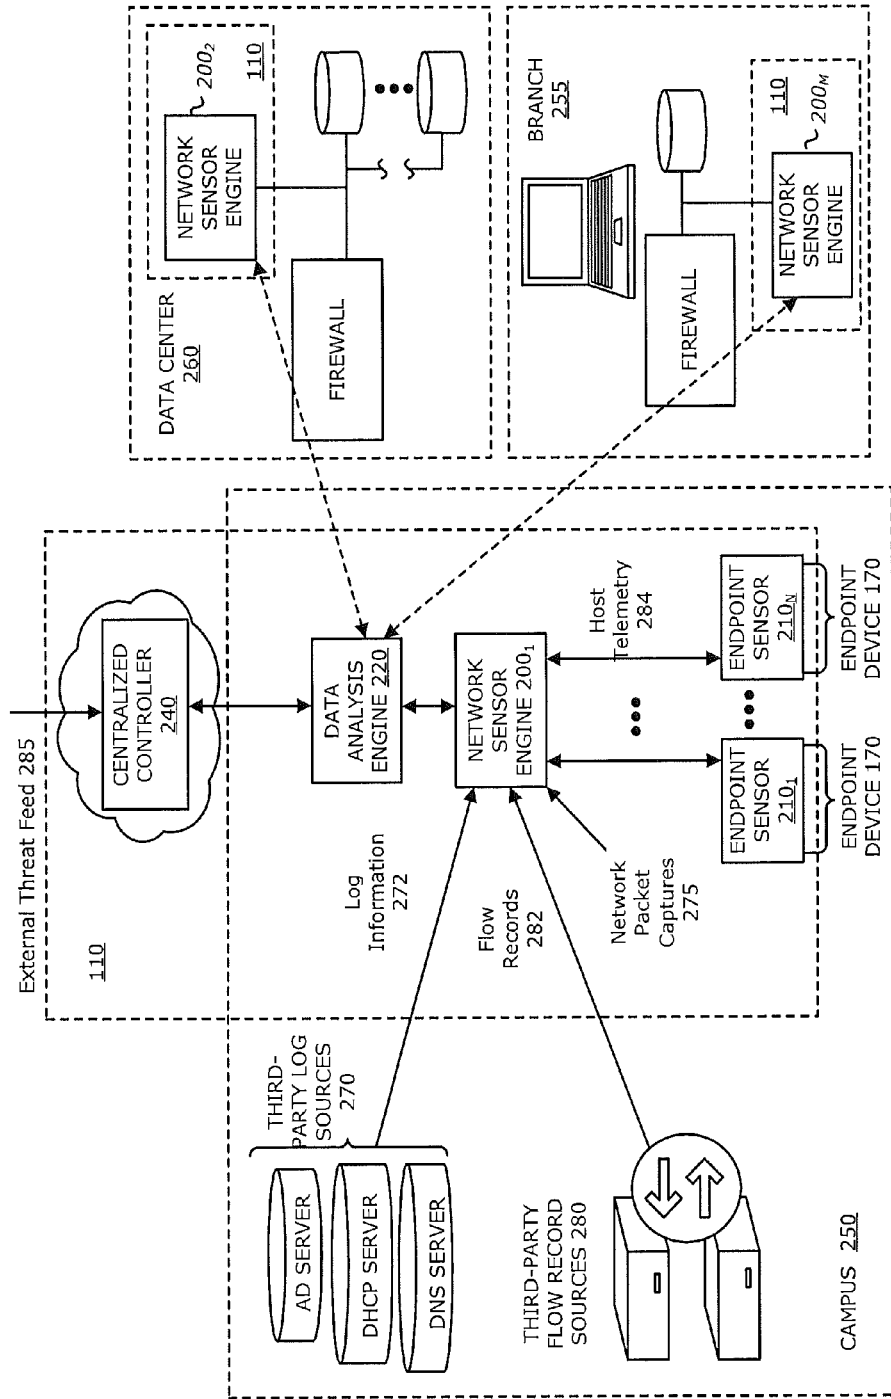 External Threat Feed 285
110
CENTRALIZED
CONTROLLER
240
DATA
ANALYSIS
ENGINE 220
NETWORK
SENSOR
ENGINE 200₁
Log
Information
272
Flow
Records
282
Network
Packet
Captures
275
Host
Telemetry
284
ENDPOINT
SENSOR
210₁
ENDPOINT
DEVICE 170
ENDPOINT
SENSOR
210N
ENDPOINT
DEVICE 170
THIRD-
PARTY LOG
SOURCES
270
AD SERVER
DHCP SERVER
DNS SERVER
THIRD-PARTY
FLOW RECORD
SOURCES 280
CAMPUS 250
DATA CENTER
260
NETWORK
SENSOR
ENGINE
200₂
110
FIREWALL
BRANCH
255
FIREWALL
110
200M
NETWORK
SENSOR
ENGINE